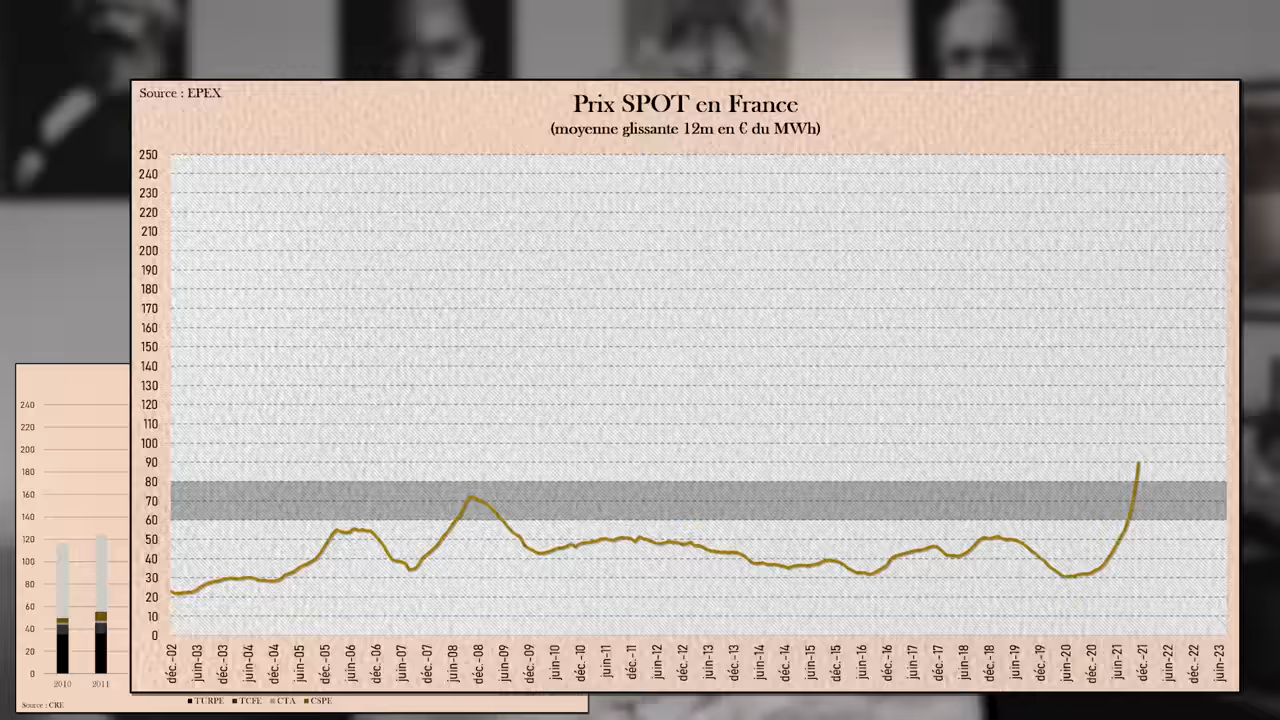 Source : EPEX
Prix SPOT en France
(moyenne glissante 12m en € du MWh)
250
240
230
220
210
200
190
180
170
160
150
140
130
120
110
100
90
80
70
60
50
40
30
20
10
0
déc.-02
juin-03
déc.-03
juin-04
déc.-04
juin-05
déc.-05
juin-06
déc.-06
juin-07
déc.-07
juin-08
déc.-08
juin-09
déc.-09
juin-10
déc.-10
juin-11
déc.-11
juin-12
déc.-12
juin-13
déc.-13
juin-14
déc.-14
juin-15
déc.-15
juin-16
déc.-16
juin-17
déc.-17
juin-18
déc.-18
juin-19
déc.-19
juin-20
déc.-20
juin-21
déc.-21
juin-22
déc.-22
juin-23
240
220
200
180
160
140
120
100
80
60
40
20
0
2010
2011
TURPE TCFE CTA CSPE
Source : CRE